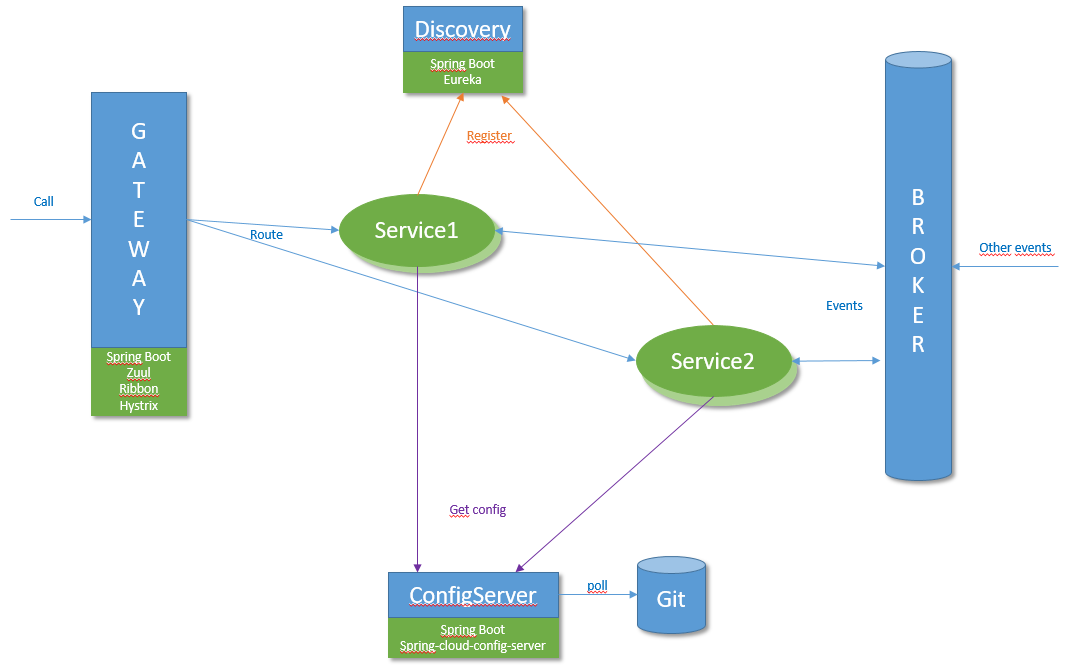 Discovery
Spring Boot
Eureka
G
A
T
E
W
A
Y
Spring Boot
Zuul
Ribbon
Hystrix
Call
Register
Route
Service1
Service2
B
R
O
K
E
R
Other events
Events
Get config
ConfigServer
Spring Boot
Spring-cloud-config-server
poll
Git